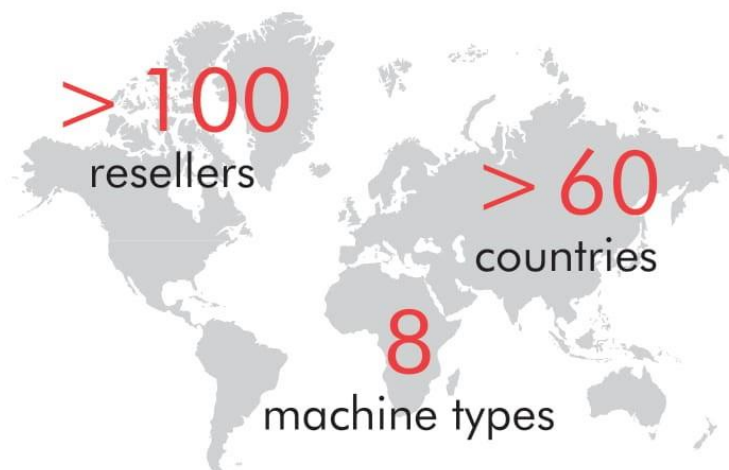 > 100
resellers
> 60
countries
8
machine types